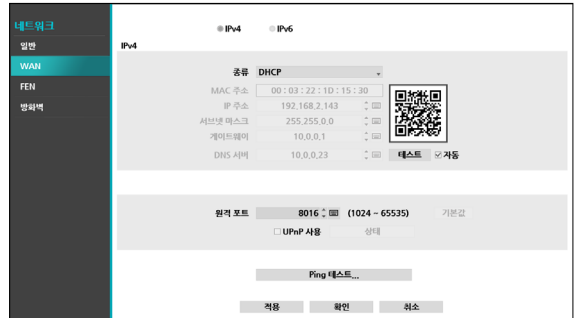 네트워크
일반
WAN
FEN
방화벽
IPv4 IPv6
IPv4
종류 DHCP
MAC 주소 00 : 03 : 22 : 1D : 15 : 30
IP 주소 192,168,2,143
서브넷 마스크 255,255,0,0
게이트웨이 10,0,0,1
DNS 서버 10,0,0,23 테스트 자동
원격 포트 8016 (1024 ~ 65535) 기본값
UPnP 사용 상태
Ping 테스트...
적용 확인 취소